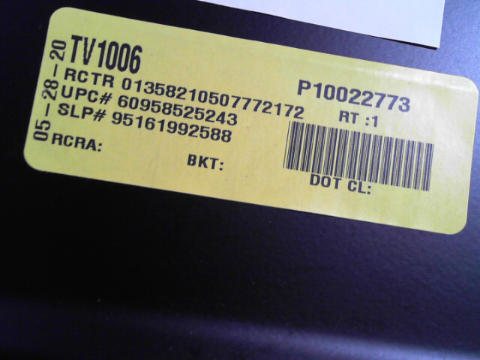 05-28-20
TV1006
RCTR 01358210507772172
UPC# 60958525243
SLP# 95161992588
RCRA:
BKT:
P10022773
RT :1
DOT CL: